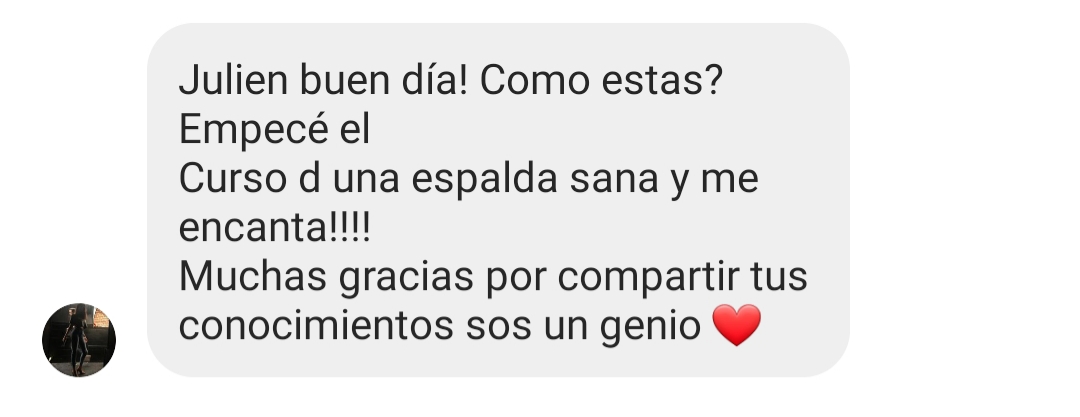 Julien buen día! Como estas?
Empecé el
Curso d una espalda sana y me
encanta!!!!
Muchas gracias por compartir tus
conocimientos sos un genio ❤️